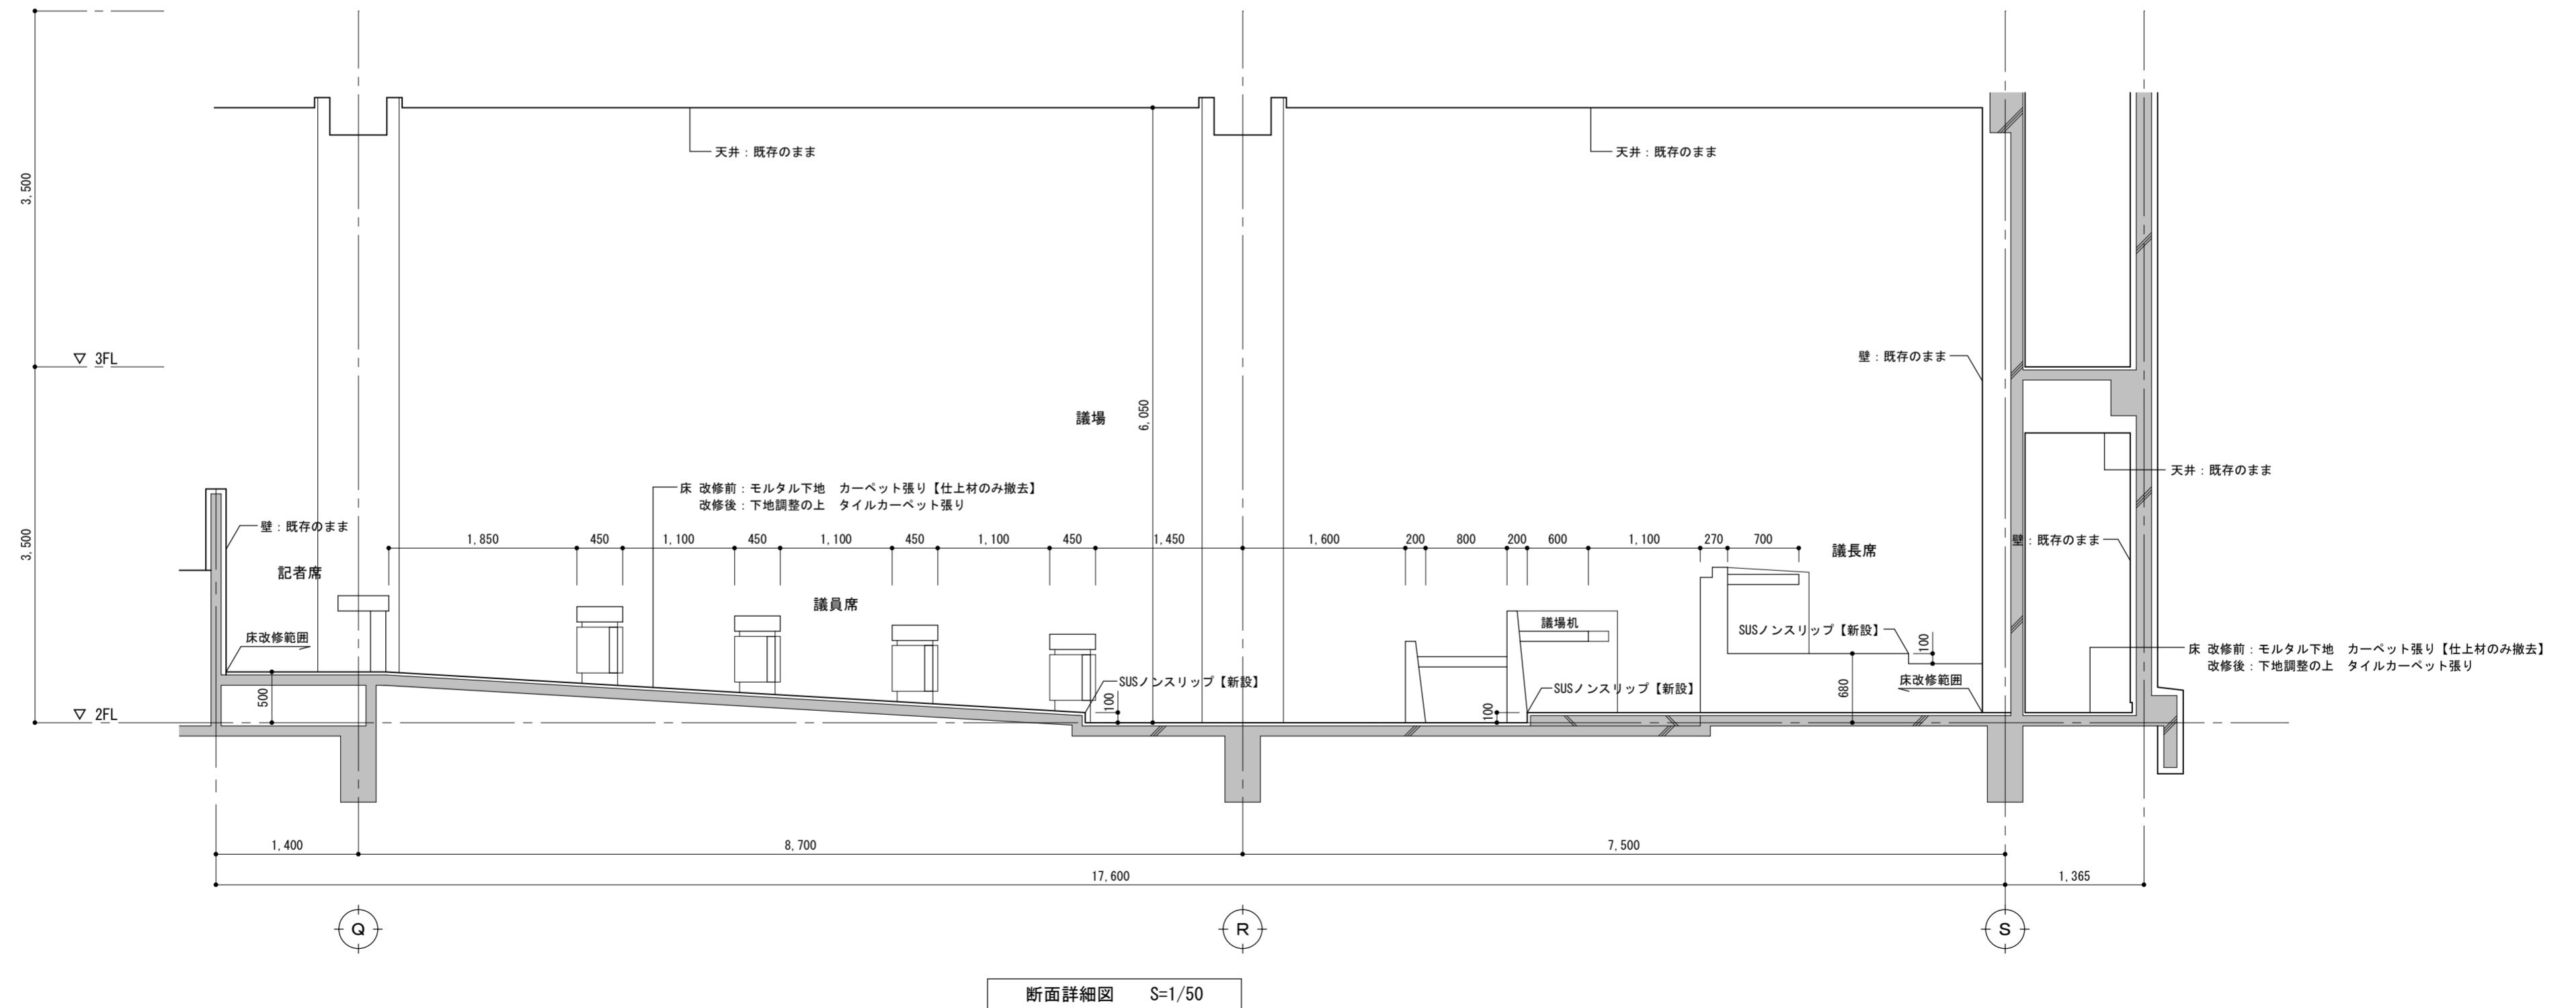 3,500
天井：既存のまま
天井：既存のまま
▽ 3FL
壁：既存のまま
議場
6,050
天井：既存のまま
床 改修前：モルタル下地　カーペット張り【仕上材のみ撤去】
改修後：下地調整の上　タイルカーペット張り
3,500
壁：既存のまま
1,850
450
1,100
450
1,100
450
1,100
450
1,450
1,600
200
800
200
600
1,100
270
700
議長席
壁：既存のまま
記者席
議員席
議場机
床改修範囲
SUSノンスリップ【新設】
100
床 改修前：モルタル下地　カーペット張り【仕上材のみ撤去】
改修後：下地調整の上　タイルカーペット張り
SUSノンスリップ【新設】
SUSノンスリップ【新設】
床改修範囲
500
100
100
680
▽ 2FL
1,400
8,700
7,500
17,600
1,365
Q
R
S
断面詳細図　　S=1/50